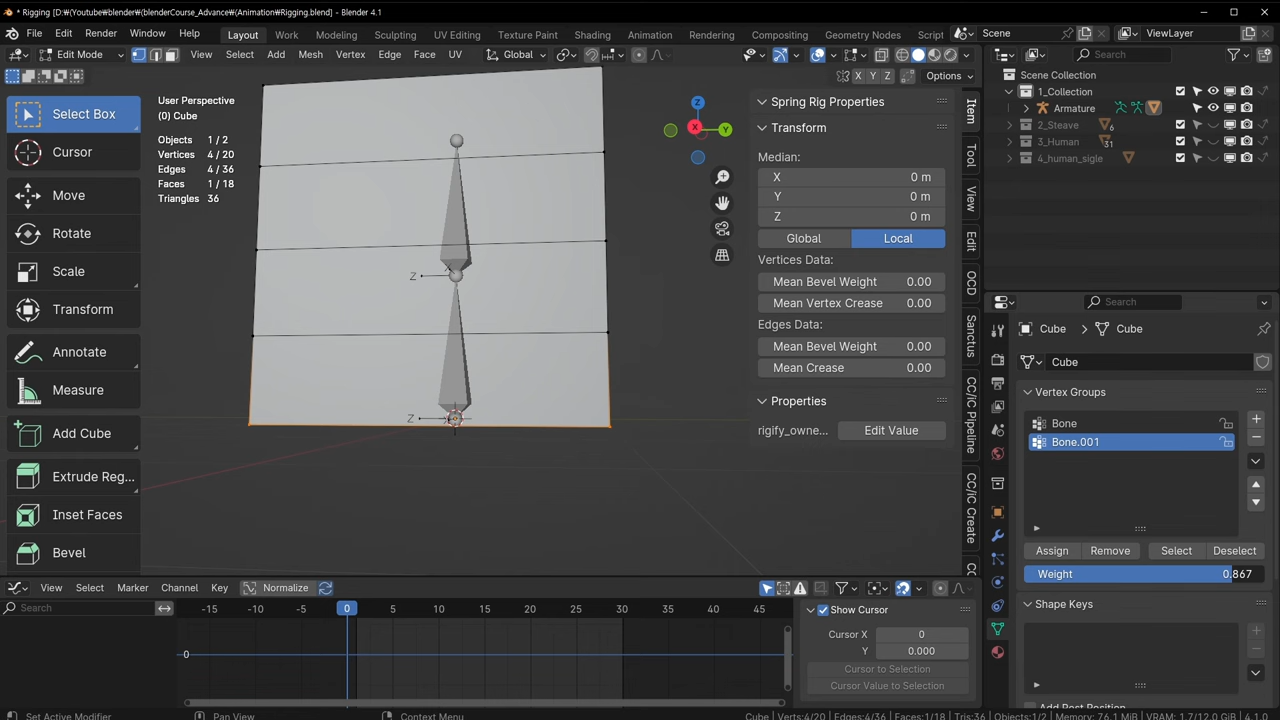 * Rigging [D:₩(Youtube₩blender₩(blenderCourse_Advance₩(Animation₩Rigging.blend] - Blender 4.1
File Edit Render Window Help Layout Modeling Sculpting UV Editing Texture Paint Shading Animation Rendering Compositing Geometry Nodes Script Scene ViewLayer
Edit Mode View Select Add Mesh Vertex Edge Face UV Global Search
X Y Z Options
Select Box
Cursor
Move
Rotate
Scale
Transform
Annotate
Measure
Add Cube
Extrude Reg...
Inset Faces
Bevel
User Perspective
(0) Cube
Objects 1 / 2
Vertices 4 / 20
Edges 4 / 36
Faces 1 / 18
Triangles 36
Z
Z
Z
X
Y
Spring Rig Properties
Transform
Median:
X 0 m
Y 0 m
Z 0 m
Global Local
Vertices Data:
Mean Bevel Weight 0.00
Mean Vertex Crease 0.00
Edges Data:
Mean Bevel Weight 0.00
Mean Crease 0.00
Properties
rigify_owne... Edit Value
Item
Tool
View
Edit
OCD
Sanctus
CC/iC Pipeline
CC/iC Create
CC
Scene Collection
1_Collection
Armature
2_Steave 6
3_Human 31
4_human_sigle
Search
Cube > Cube
Cube
Vertex Groups
Bone
Bone.001
Assign Remove Select Deselect
Weight 0.867
Shape Keys
View Select Marker Channel Key Normalize
Search
-15 -10 -5 0 5 10 15 20 25 30 35 40 45
0
Show Cursor
Cursor X 0
Y 0.000
Cursor to Selection
Cursor Value to Selection
Add Rest Position
Set Active Modifier Pan View Context Menu Cube | Verts:4/20 | Edges:4/36 | Faces:1/18 | Tris:36 | Objects:1/2 | Memory: 76.1 MiB | VRAM: 1.7/12.0 GiB | 4.1.0